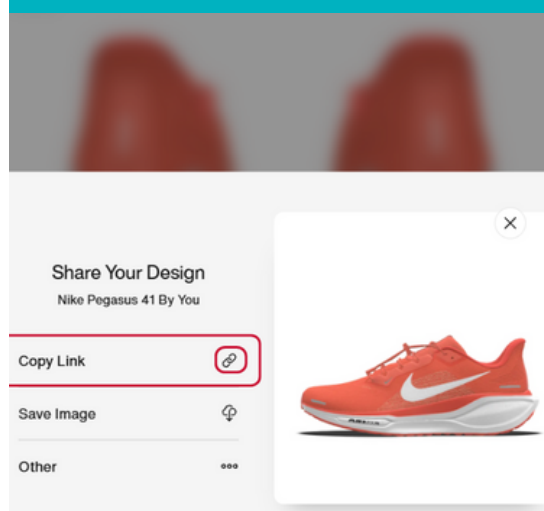 Share Your Design
Nike Pegasus 41 By You
Copy Link
Save Image
Other